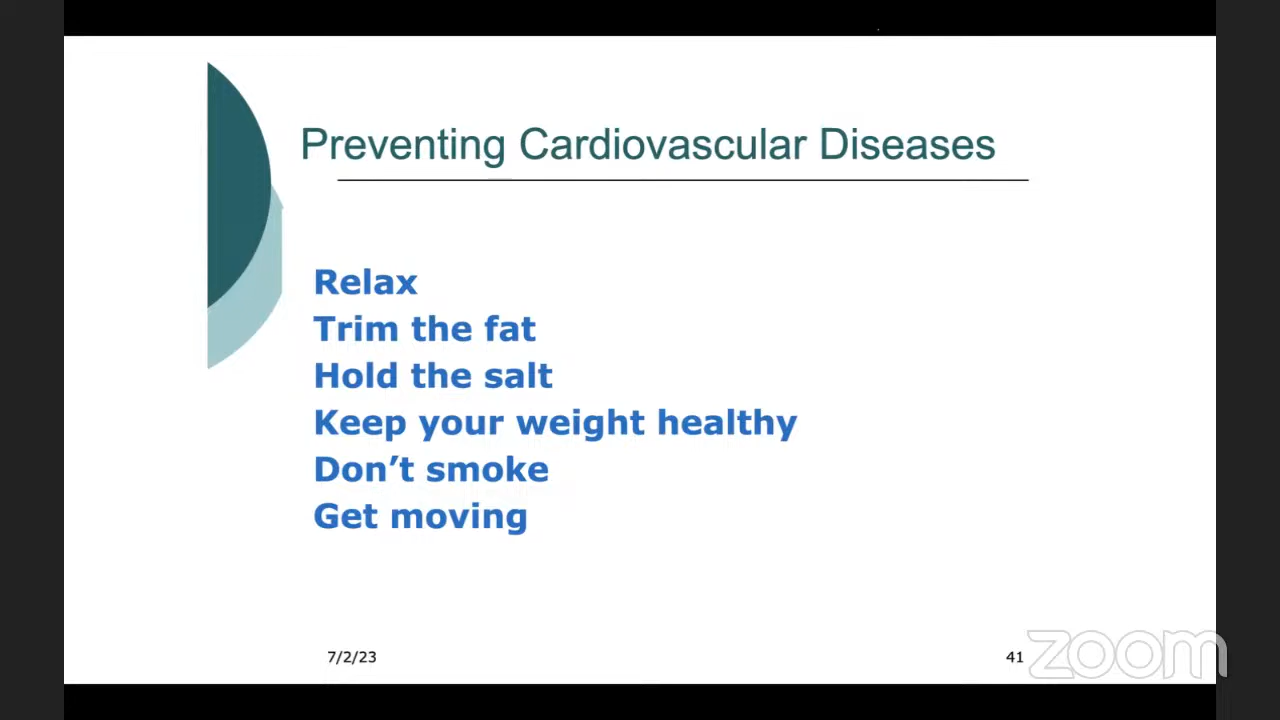 Preventing Cardiovascular Diseases
Relax
Trim the fat
Hold the salt
Keep your weight healthy
Don’t smoke
Get moving
7/2/23
41
zoom